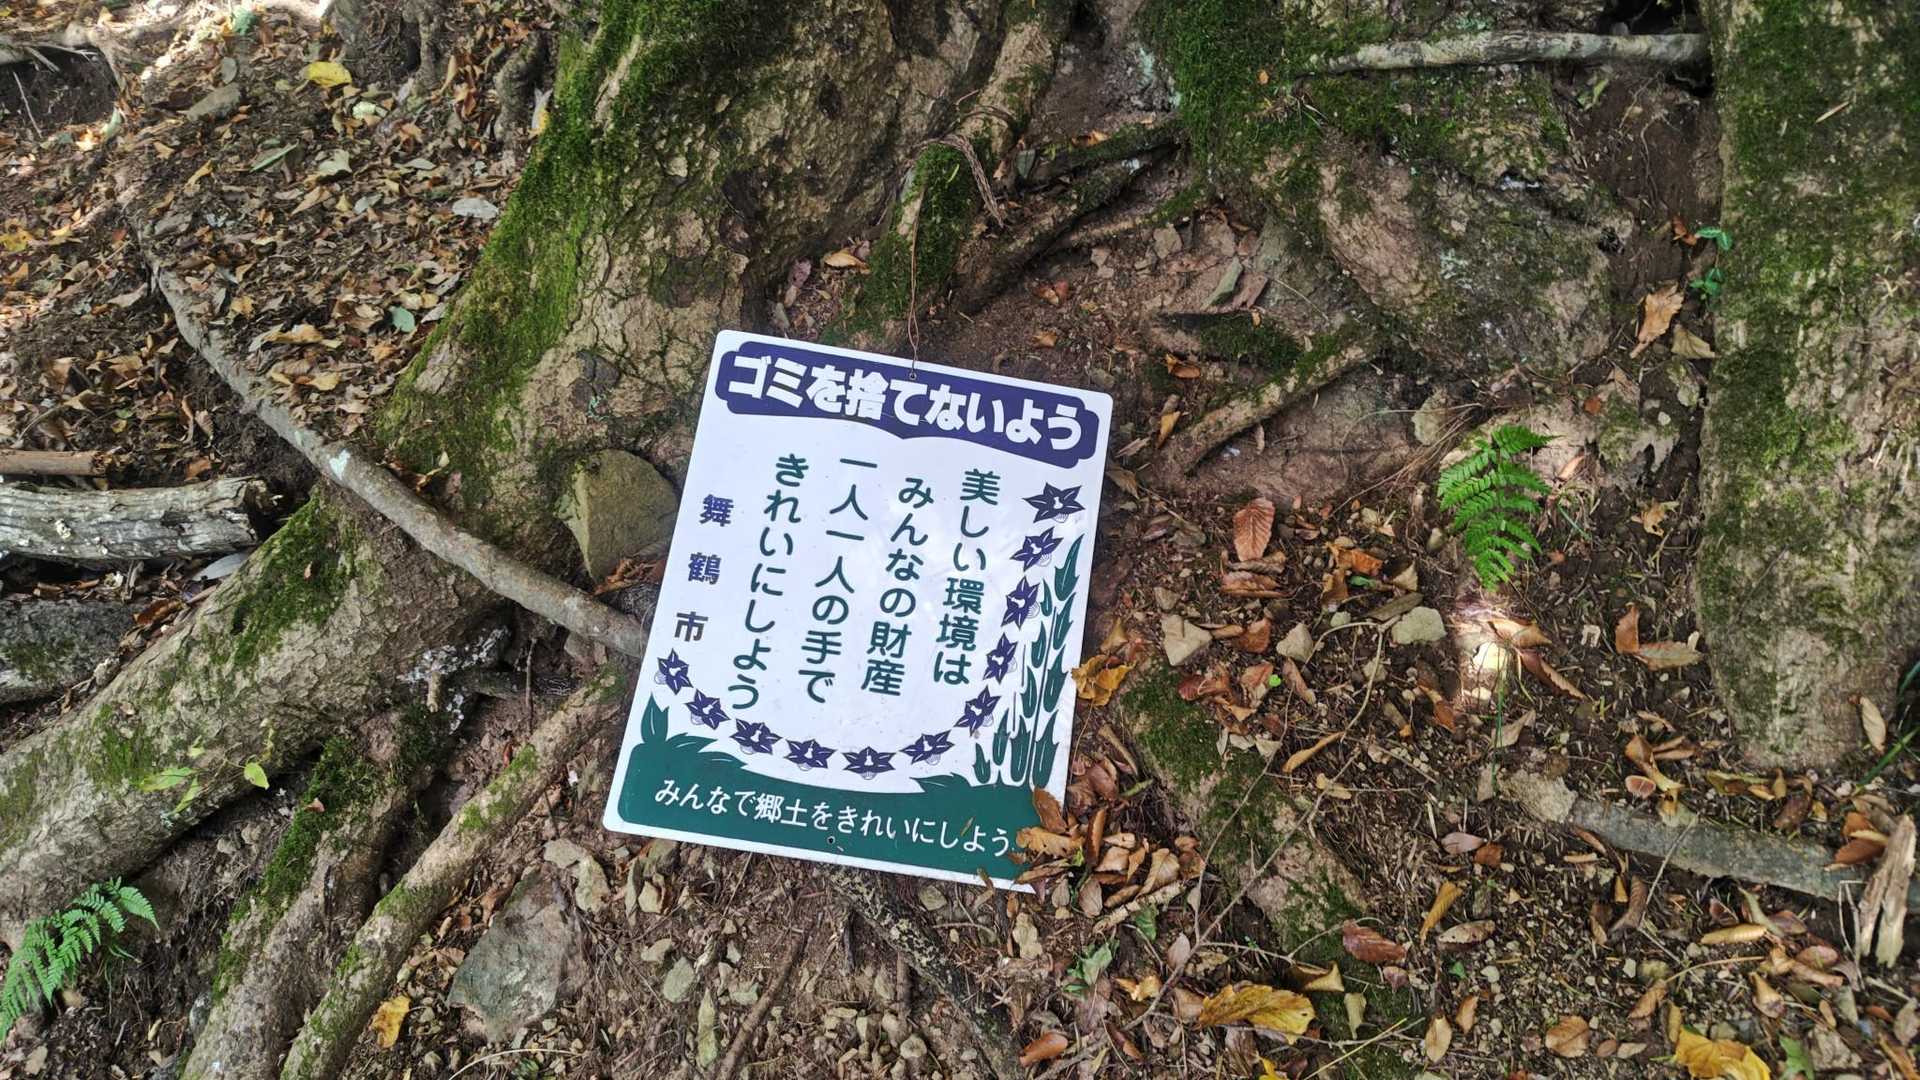 ゴミを捨てないよう
美しい環境は
みんなの財産
一人一人の手で
きれいにしよう
舞鶴市
みんなで郷土をきれいにしよう